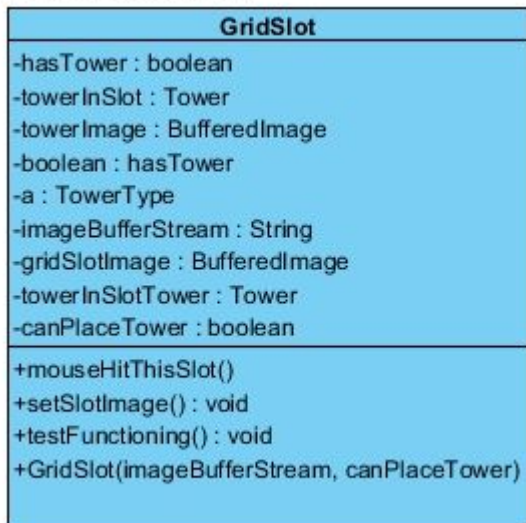 GridSlot
-hasTower : boolean
-towerInSlot : Tower
-towerImage : BufferedImage
-boolean : hasTower
-a : TowerType
-imageBufferStream : String
-gridSlotImage : BufferedImage
-towerInSlotTower : Tower
-canPlaceTower : boolean
+mouseHitThisSlot()
+setSlotImage() : void
+testFunctioning() : void
+GridSlot(imageBufferStream, canPlaceTower)